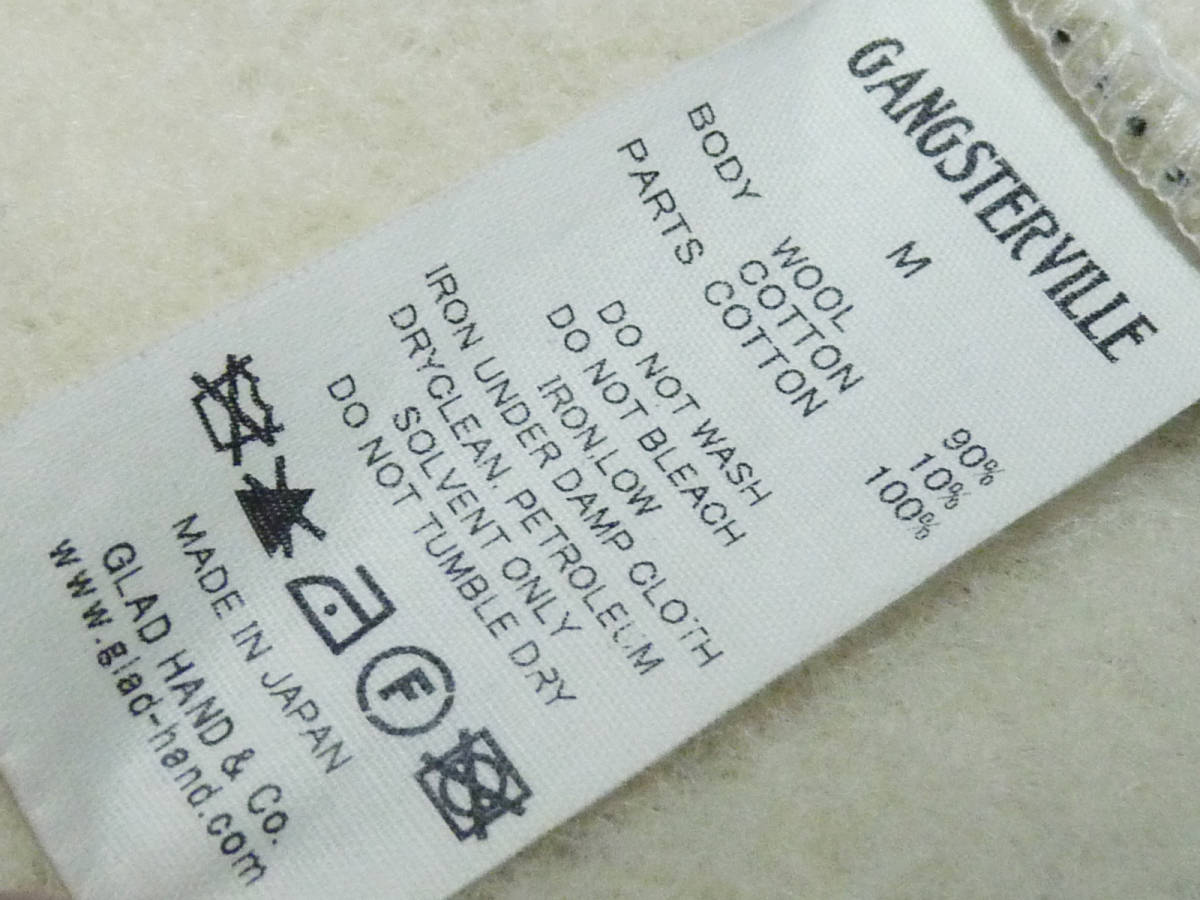 GANGSTERVILLE
M
BODY WOOL 90%
COTTON 10%
PARTS COTTON 100%
DO NOT WASH
DO NOT BLEACH
IRON,LOW
IRON UNDER DAMP CLOTH
DRYCLEAN, PETROLEUM
SOLVENT ONLY
DO NOT TUMBLE DRY
F
MADE IN JAPAN
GLAD HAND & Co.
www.glad-hand.com